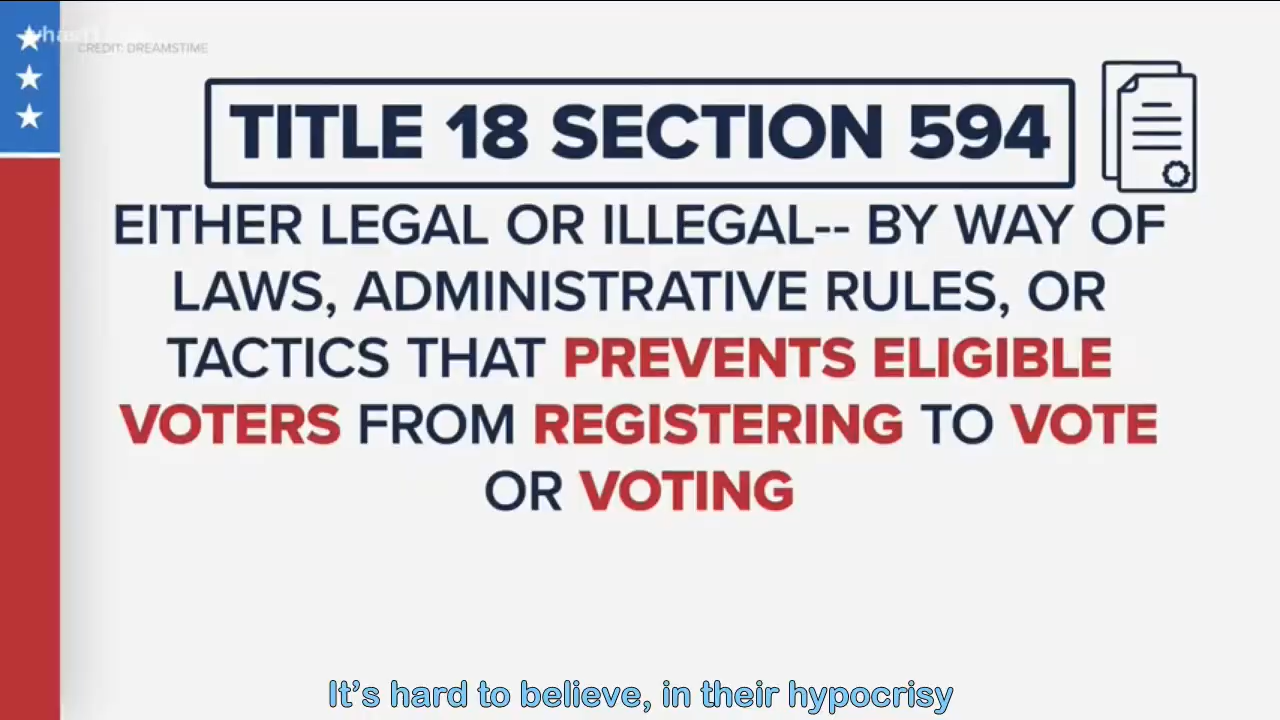 CREDIT: DREAMSTIME
TITLE 18 SECTION 594
EITHER LEGAL OR ILLEGAL-- BY WAY OF
LAWS, ADMINISTRATIVE RULES, OR
TACTICS THAT PREVENTS ELIGIBLE
VOTERS FROM REGISTERING TO VOTE
OR VOTING
It’s hard to believe, in their hypocrisy